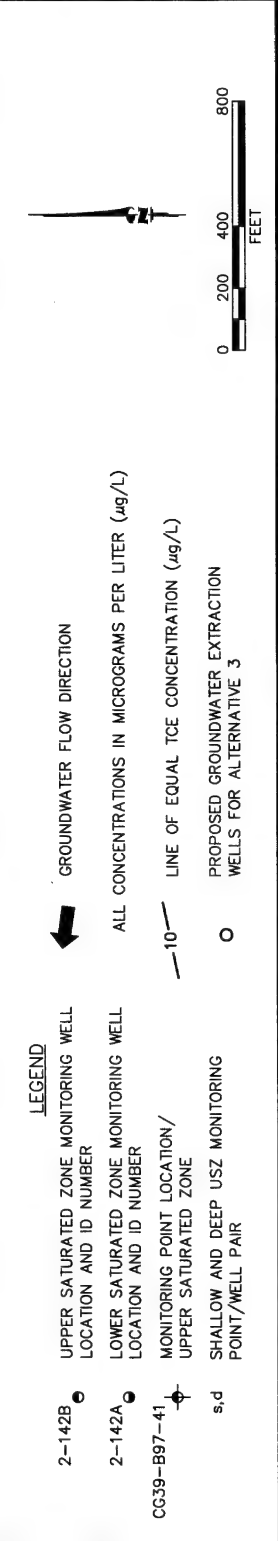 LEGEND
2-142B
UPPER SATURATED ZONE MONITORING WELL
LOCATION AND ID NUMBER
2-142A
LOWER SATURATED ZONE MONITORING WELL
LOCATION AND ID NUMBER
CG39-B97-41
MONITORING POINT LOCATION/
UPPER SATURATED ZONE
s,d
SHALLOW AND DEEP USZ MONITORING
POINT/WELL PAIR
GROUNDWATER FLOW DIRECTION
ALL CONCENTRATIONS IN MICROGRAMS PER LITER (µg/L)
—10— LINE OF EQUAL TCE CONCENTRATION (µg/L)
PROPOSED GROUNDWATER EXTRACTION
WELLS FOR ALTERNATIVE 3
N
0 200 400 800
FEET